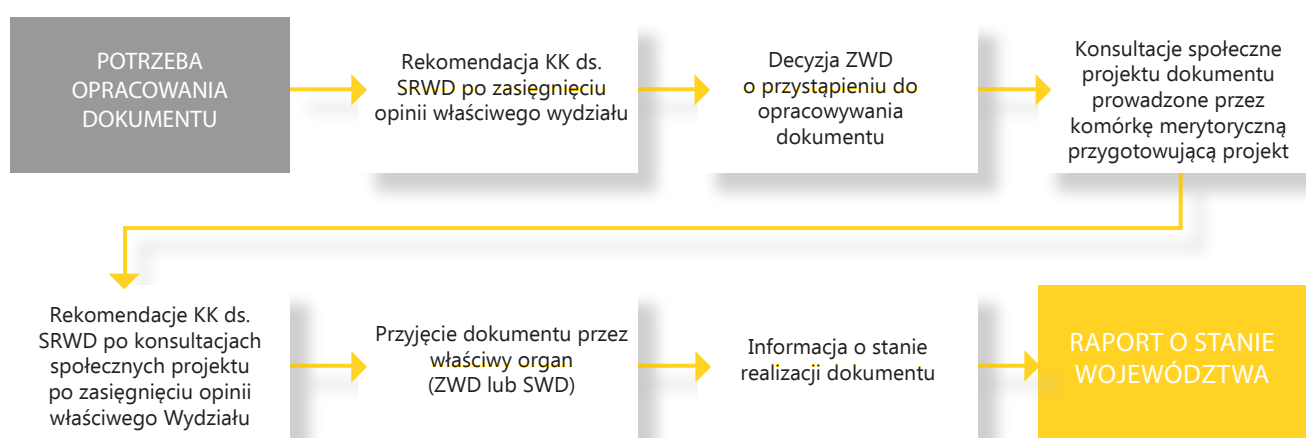 POTRZEBA
OPRACOWANIA
DOKUMENTU
Rekomendacja KK ds.
SRWD po zasięgnięciu
opinii właściwego wydziału
Decyzja ZWD
o przystąpieniu do
opracowywania
dokumentu
Konsultacje społeczne
projektu dokumentu
prowadzone przez
komórkę merytoryczną
przygotowującą projekt
Rekomendacje KK ds.
SRWD po konsultacjach
społecznych projektu
po zasięgnięciu opinii
właściwego Wydziału
Przyjęcie dokumentu przez
właściwy organ
(ZWD lub SWD)
Informacja o stanie
realizacji dokumentu
RAPORT O STANIE
WOJEWÓDZTWA